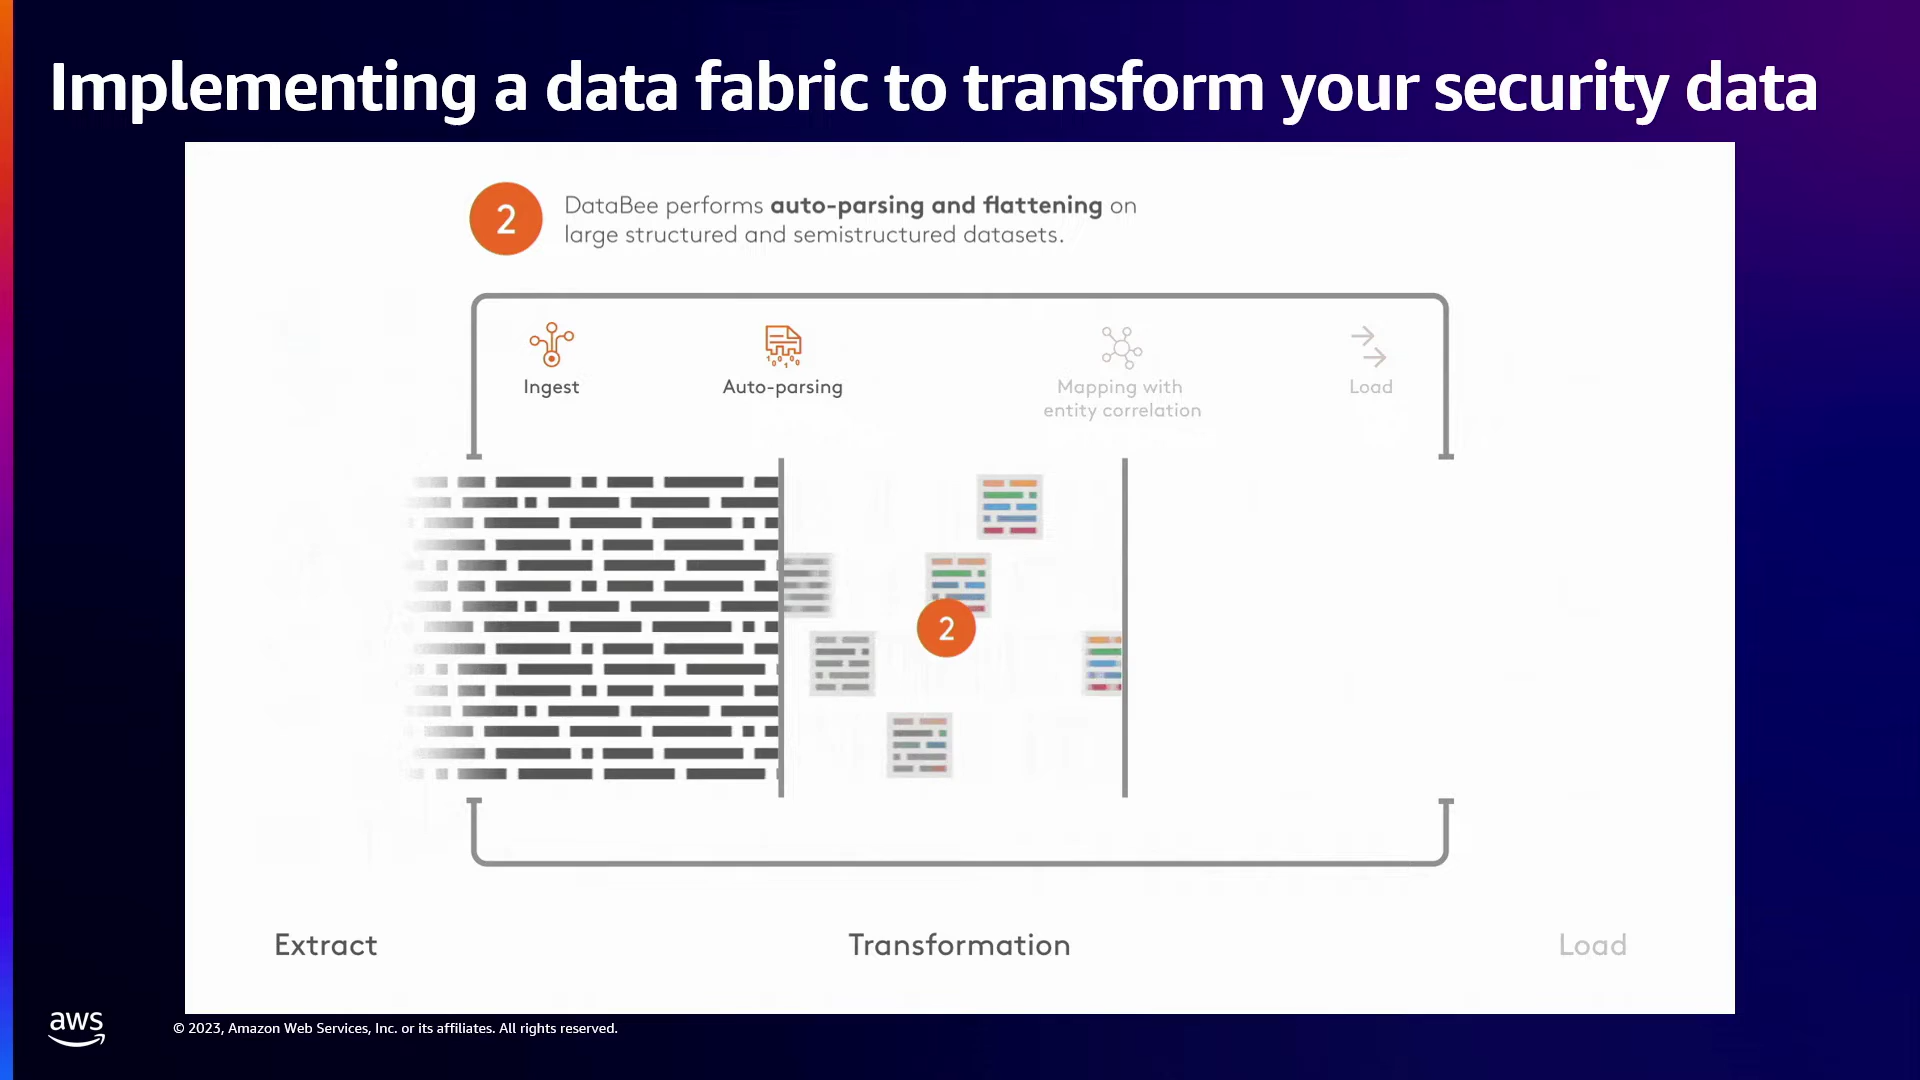 Implementing a data fabric to transform your security data
2
DataBee performs auto-parsing and flattening on
large structured and semistructured datasets.
Ingest
Auto-parsing
Mapping with
entity correlation
Load
2
Extract
Transformation
Load
aws
© 2023, Amazon Web Services, Inc. or its affiliates. All rights reserved.